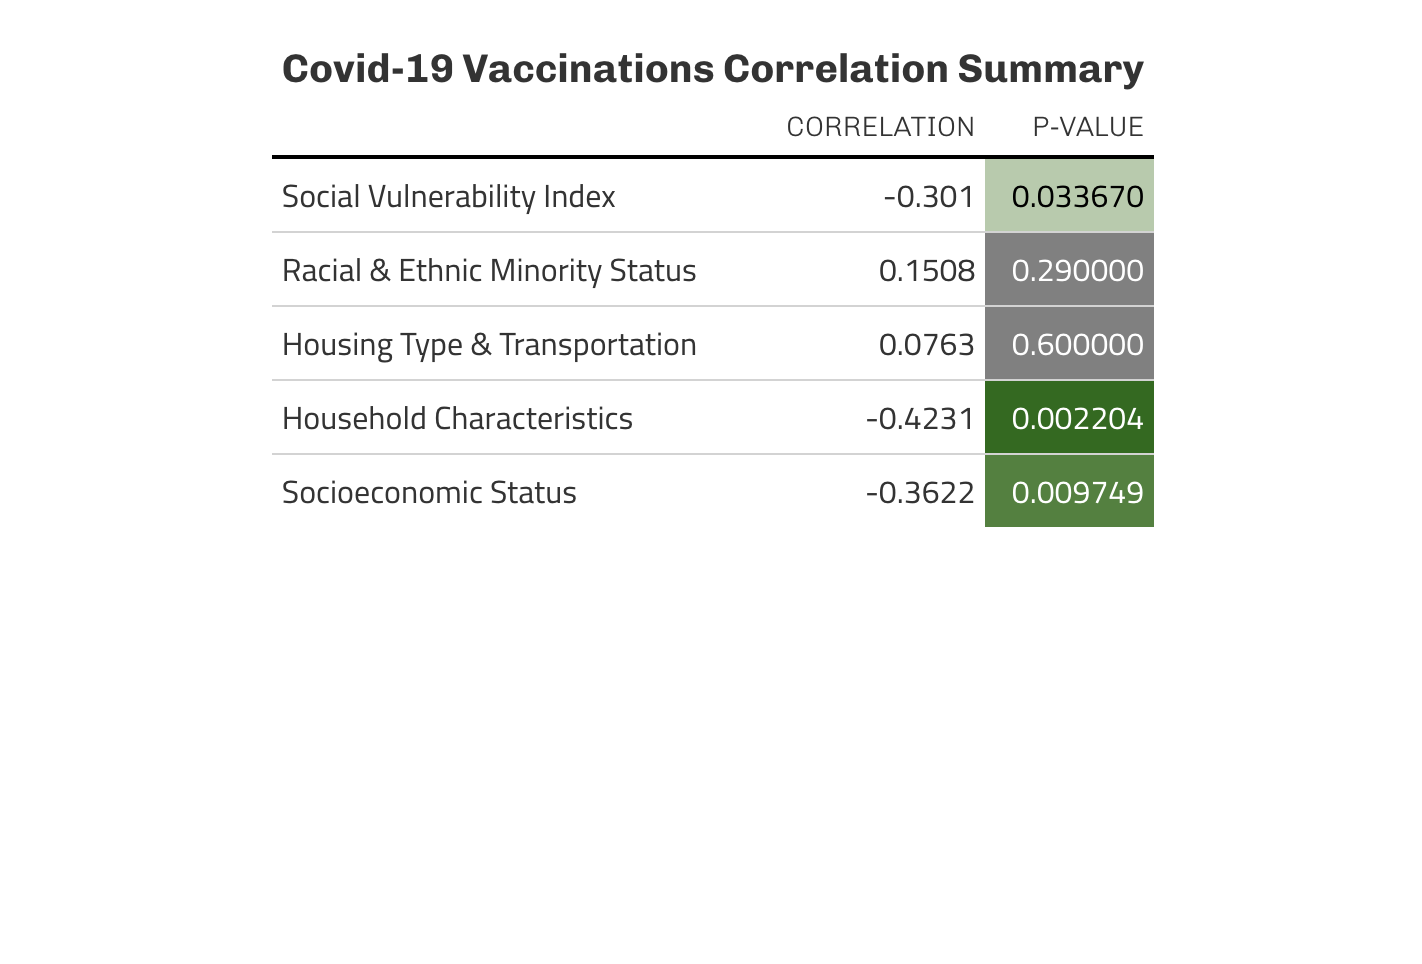 Covid-19 Vaccinations Correlation Summary
CORRELATION P-VALUE
Social Vulnerability Index -0.301 0.033670
Racial & Ethnic Minority Status 0.1508 0.290000
Housing Type & Transportation 0.0763 0.600000
Household Characteristics -0.4231 0.002204
Socioeconomic Status -0.3622 0.009749